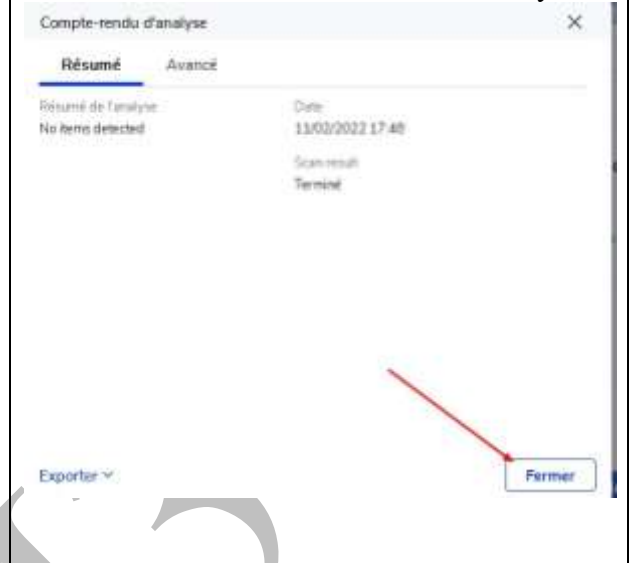 Compte-rendu d'analyse
Résumé Avancé
Résumé de l'analyse
No items detected
Date
11/02/2022 17:48
Scan result
Terminé
Exporter
Fermer